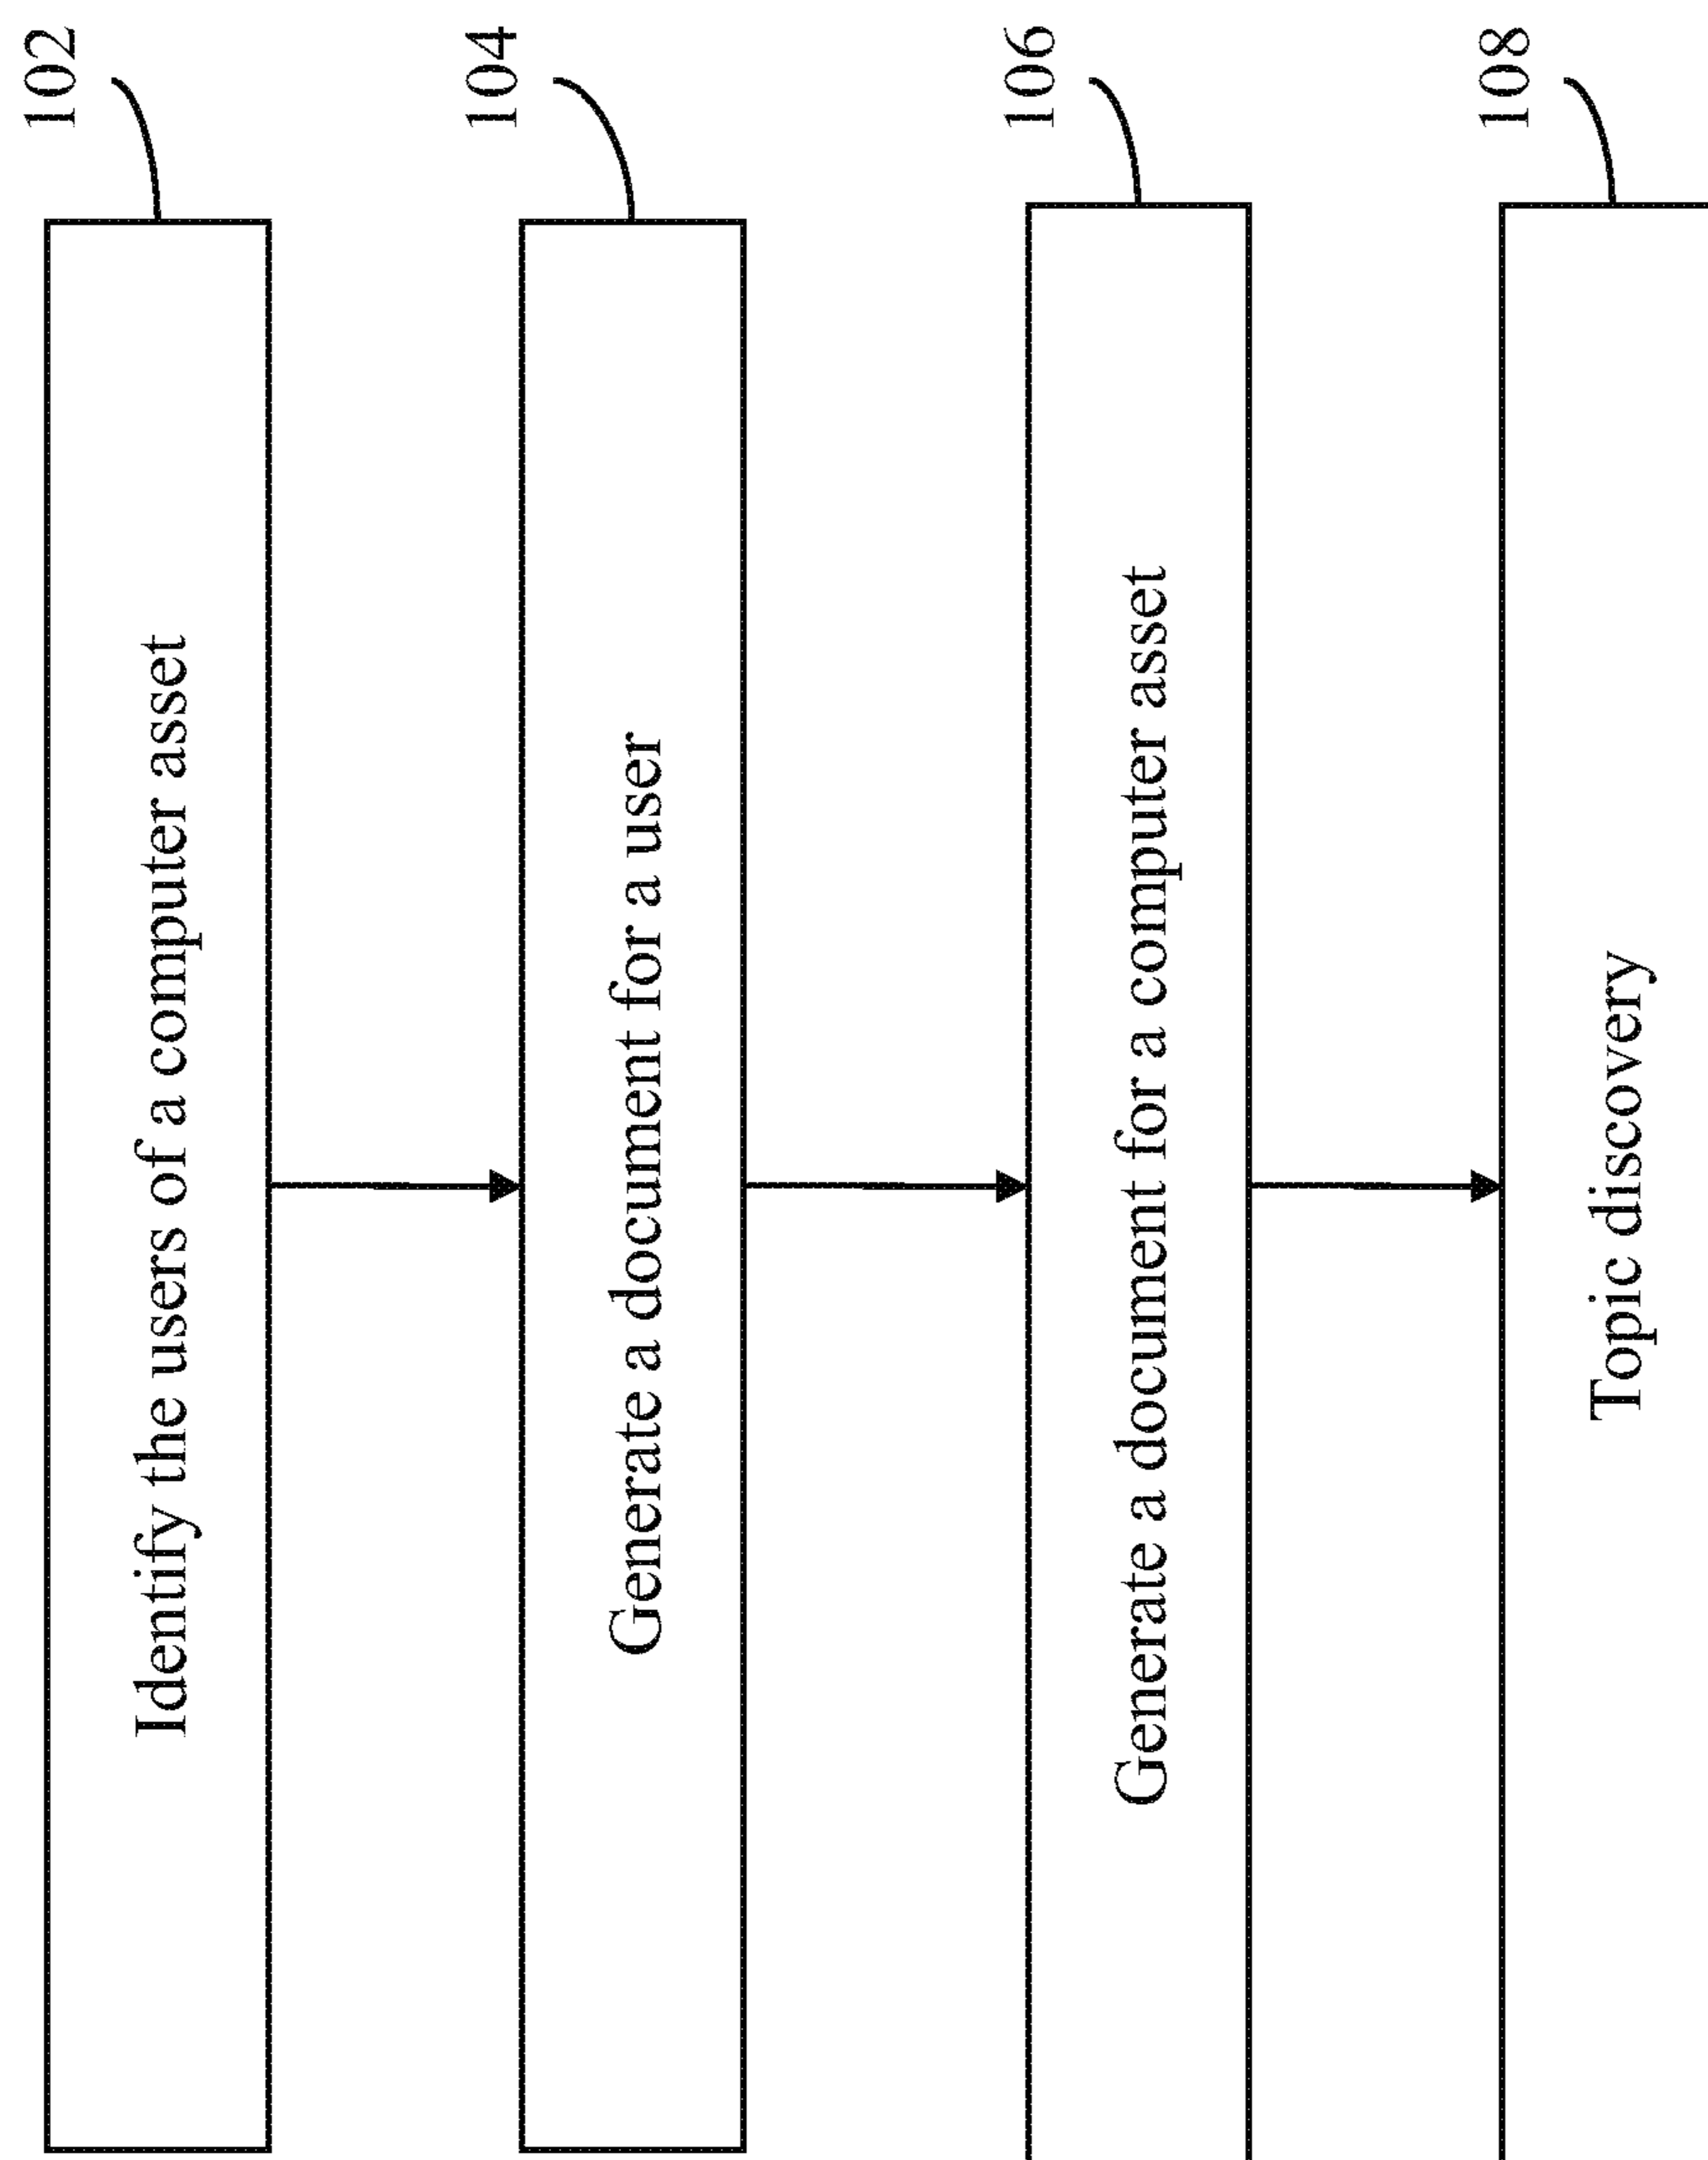 102
Identify the users of a computer asset
104
Generate a document for a user
106
Generate a document for a computer asset
108
Topic discovery